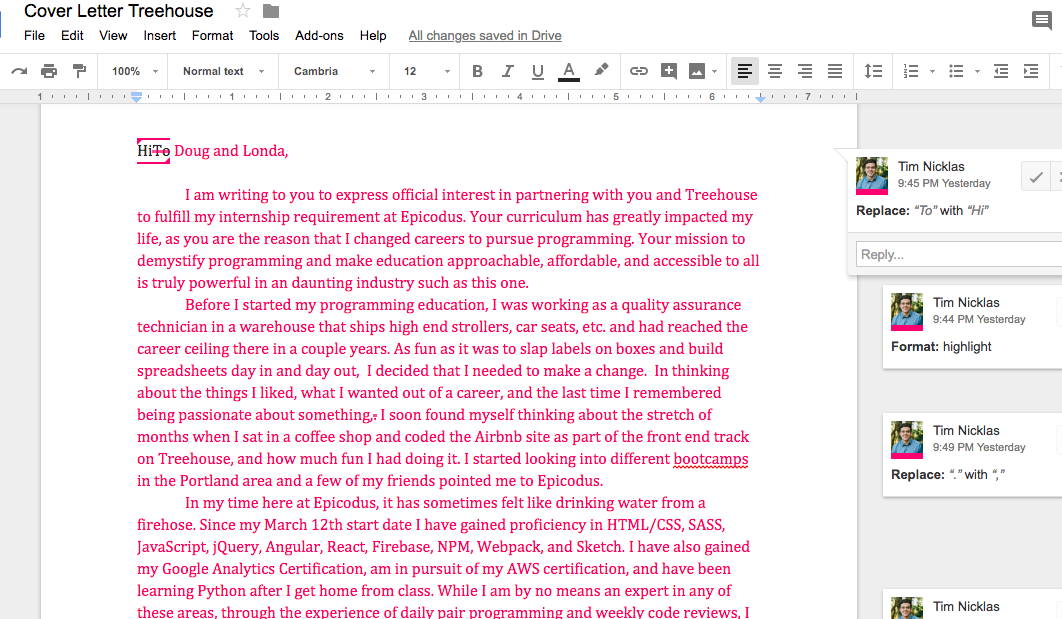 Cover Letter Treehouse
File Edit View Insert Format Tools Add-ons Help All changes saved in Drive
100% Normal text Cambria 12 B I U A
1 1 2 3 4 5 6 7
HiTo Doug and Londa,
I am writing to you to express official interest in partnering with you and Treehouse
to fulfill my internship requirement at Epicodus. Your curriculum has greatly impacted my
life, as you are the reason that I changed careers to pursue programming. Your mission to
demystify programming and make education approachable, affordable, and accessible to all
is truly powerful in an daunting industry such as this one.
Before I started my programming education, I was working as a quality assurance
technician in a warehouse that ships high end strollers, car seats, etc. and had reached the
career ceiling there in a couple years. As fun as it was to slap labels on boxes and build
spreadsheets day in and day out,  I decided that I needed to make a change.  In thinking
about the things I liked, what I wanted out of a career, and the last time I remembered
being passionate about something,. I soon found myself thinking about the stretch of
months when I sat in a coffee shop and coded the Airbnb site as part of the front end track
on Treehouse, and how much fun I had doing it. I started looking into different bootcamps
in the Portland area and a few of my friends pointed me to Epicodus.
In my time here at Epicodus, it has sometimes felt like drinking water from a
firehose. Since my March 12th start date I have gained proficiency in HTML/CSS, SASS,
JavaScript, jQuery, Angular, React, Firebase, NPM, Webpack, and Sketch. I have also gained
my Google Analytics Certification, am in pursuit of my AWS certification, and have been
learning Python after I get home from class. While I am by no means an expert in any of
these areas, through the experience of daily pair programming and weekly code reviews, I
Tim Nicklas
9:45 PM Yesterday
Replace: “To” with “Hi”
Reply...
Tim Nicklas
9:44 PM Yesterday
Format: highlight
Tim Nicklas
9:49 PM Yesterday
Replace: “.” with “,”
Tim Nicklas